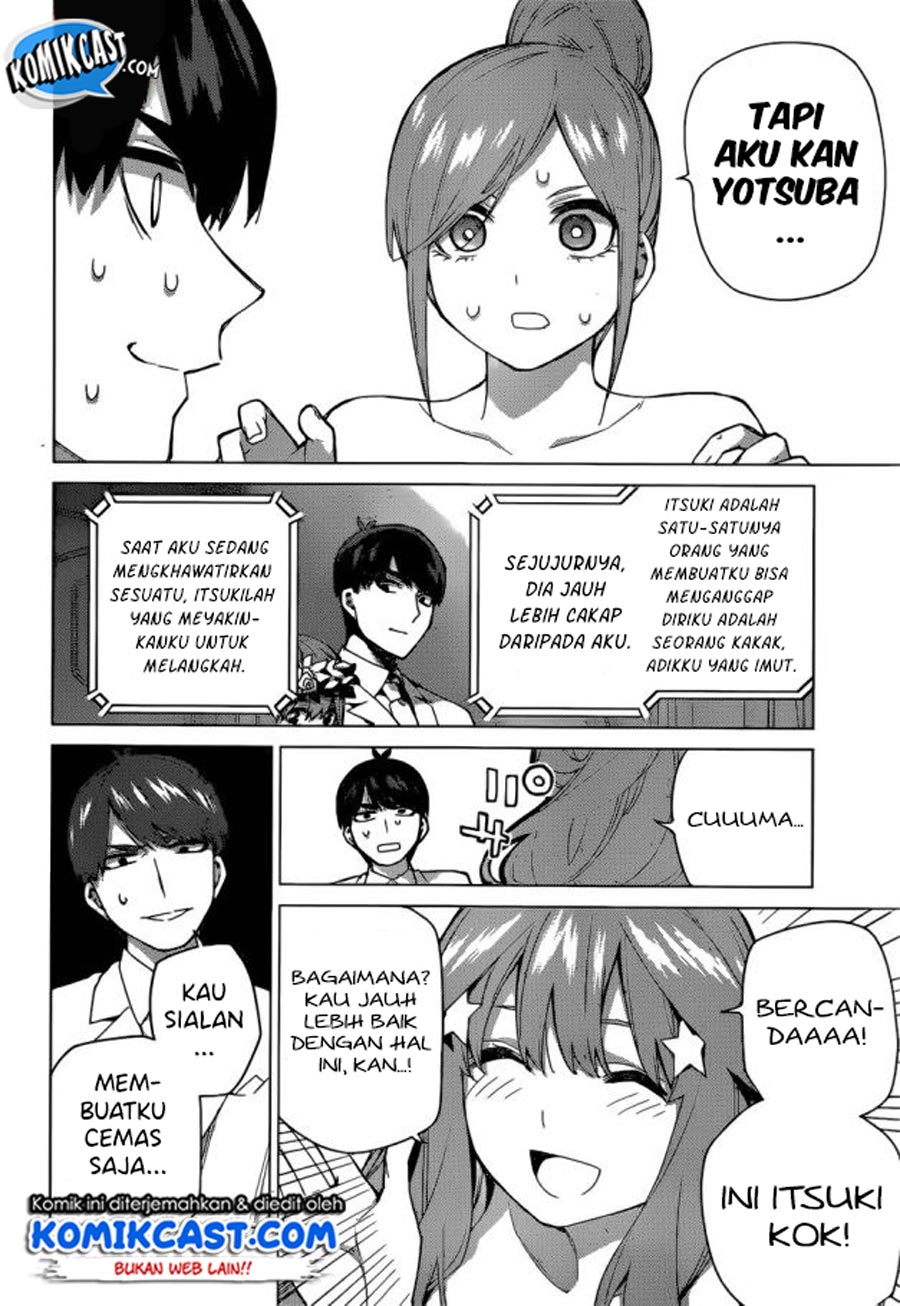 KOMIKCAST.COM
TAPI
AKU KAN
YOTSUBA
...
ITSUKI ADALAH
SATU-SATUNYA
ORANG YANG
MEMBUATKU BISA
MENGANGGAP
DIRIKU ADALAH
SEORANG KAKAK,
ADIKKU YANG IMUT.
SEJUJURNYA,
DIA JAUH
LEBIH CAKAP
DARIPADA AKU.
SAAT AKU SEDANG
MENGKHAWATIRKAN
SESUATU, ITSUKILAH
YANG MEYAKIN-
KANKU UNTUK
MELANGKAH.
CUUUMA...
BERCAN-
DAAAA!
INI ITSUKI
KOK!
BAGAIMANA?
KAU JAUH
LEBIH BAIK
DENGAN HAL
INI, KAN...!
KAU
SIALAN
...
MEM-
BUATKU
CEMAS
SAJA...
Komik ini diterjemahkan & diedit oleh
KOMIKCAST.COM
BUKAN WEB LAIN!!